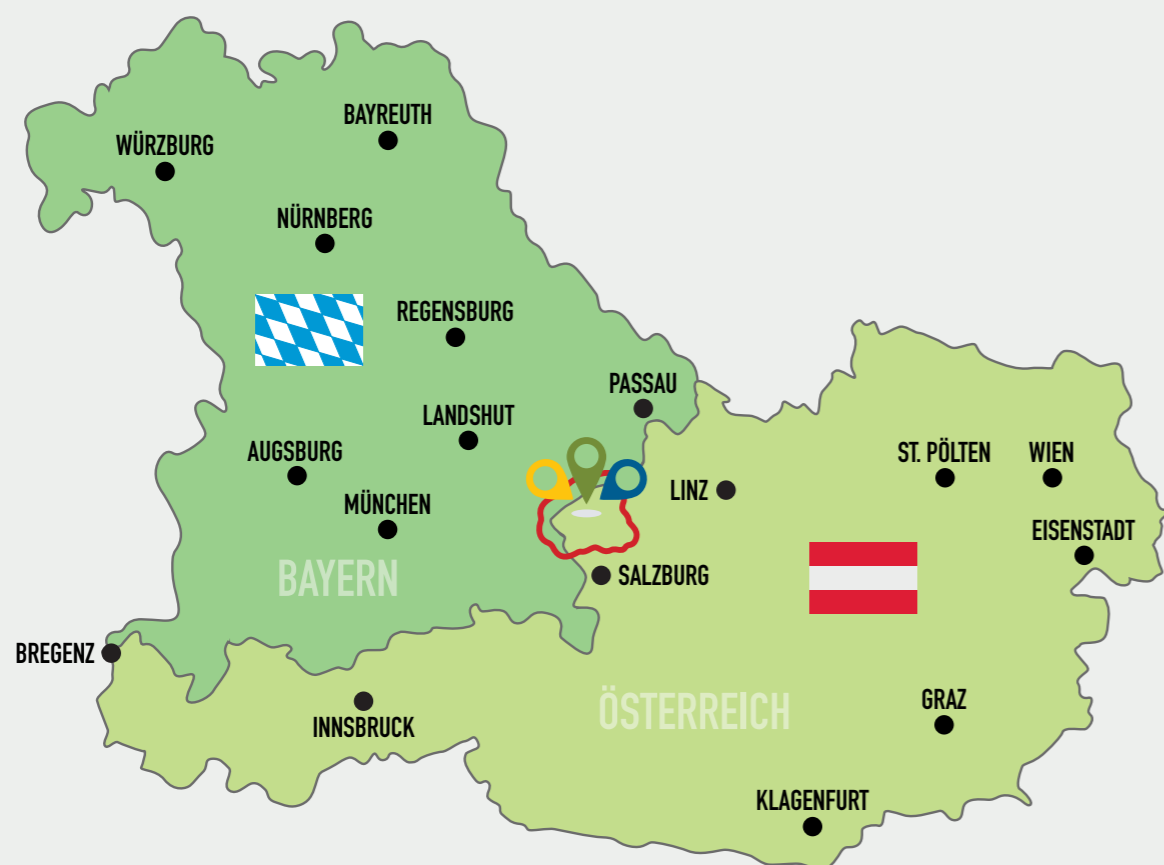 BAYREUTH
WÜRZBURG
NÜRNBERG
REGENSBURG
PASSAU
LANDSHUT
AUGSBURG
ST. PÖLTEN
WIEN
LINZ
MÜNCHEN
EISENSTADT
BAYERN
SALZBURG
BREGENZ
ÖSTERREICH
GRAZ
INNSBRUCK
KLAGENFURT